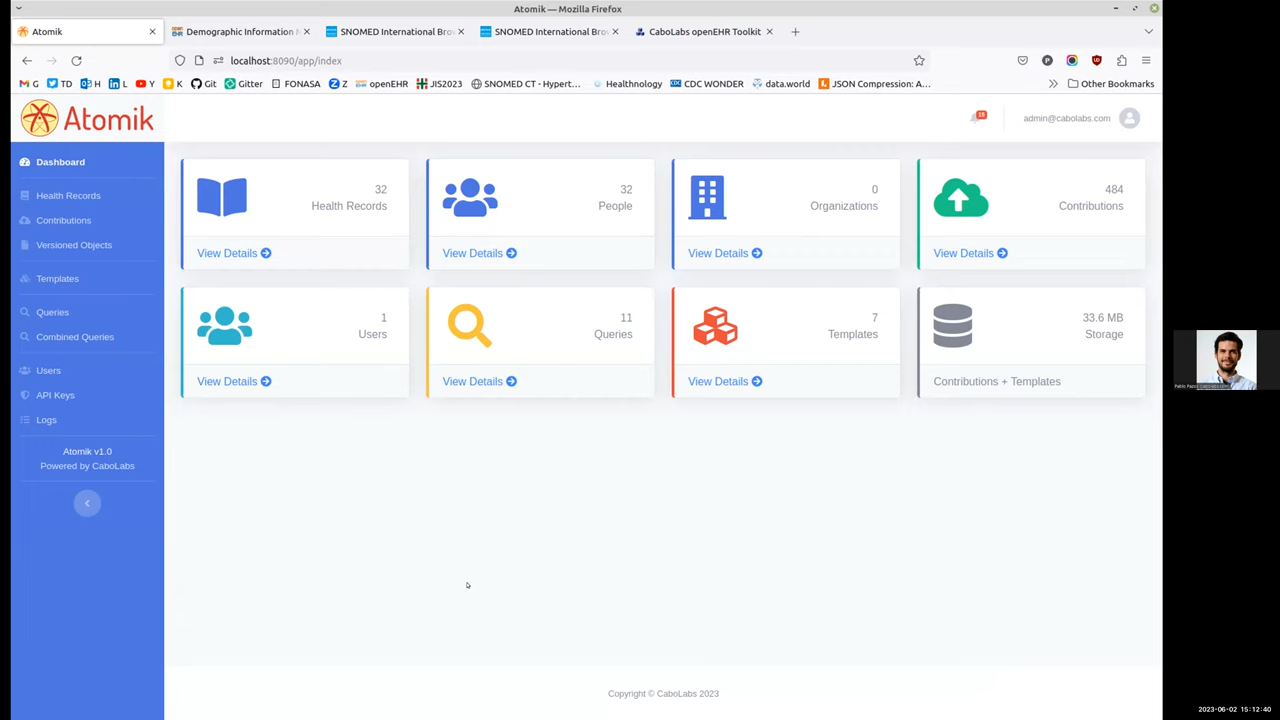 Atomik — Mozilla Firefox
Atomik
Demographic Information M
SNOMED International Bro
SNOMED International Bro
CaboLabs openEHR Toolkit
localhost:8090/app/index
G
TD
H
L
Y
K
Git
Gitter
FONASA
Z
openEHR
JIS2023
SNOMED CT - Hypert...
Healthnology
CDC WONDER
data.world
JSON Compression: A...
Other Bookmarks
Atomik
admin@cabolabs.com
Dashboard
Health Records
Contributions
Versioned Objects
Templates
Queries
Combined Queries
Users
API Keys
Logs
Atomik v1.0
Powered by CaboLabs
32
Health Records
View Details
32
People
View Details
0
Organizations
View Details
484
Contributions
View Details
1
Users
View Details
11
Queries
View Details
7
Templates
View Details
33.6 MB
Storage
Contributions + Templates
Copyright © CaboLabs 2023
2023-06-02 15:12:40